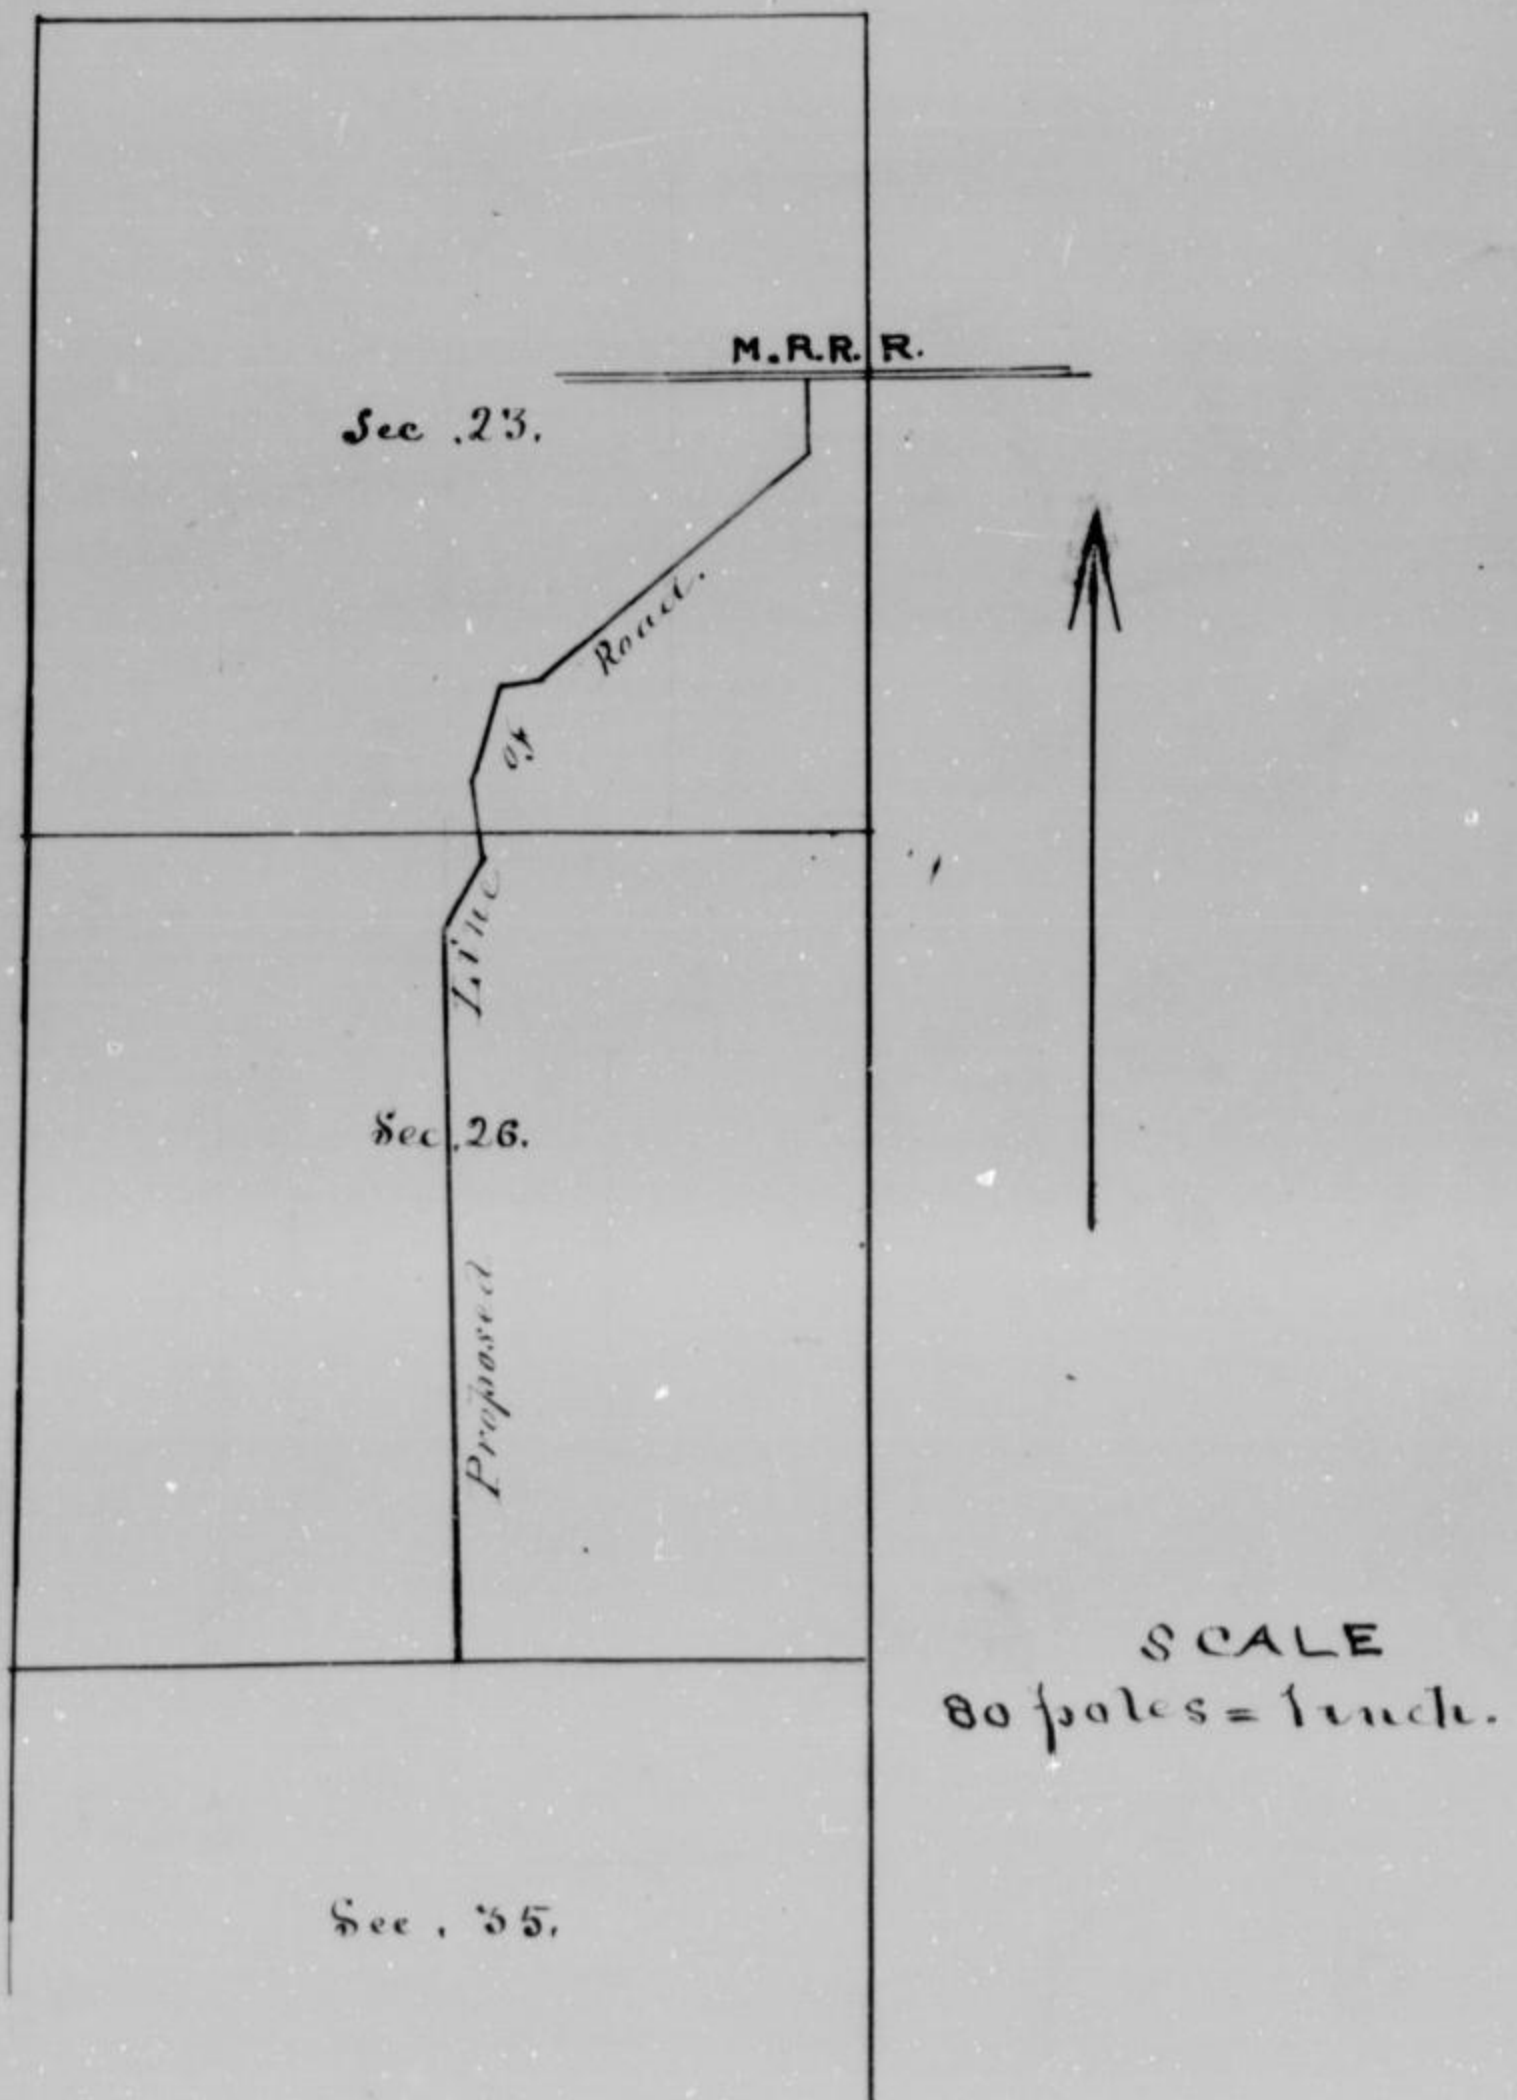 M.R.R.R.
Sec .23.
Road.
of
Line
Sec.26.
Proposed
SCALE
80 poles = 1 inch.
Sec. 35.